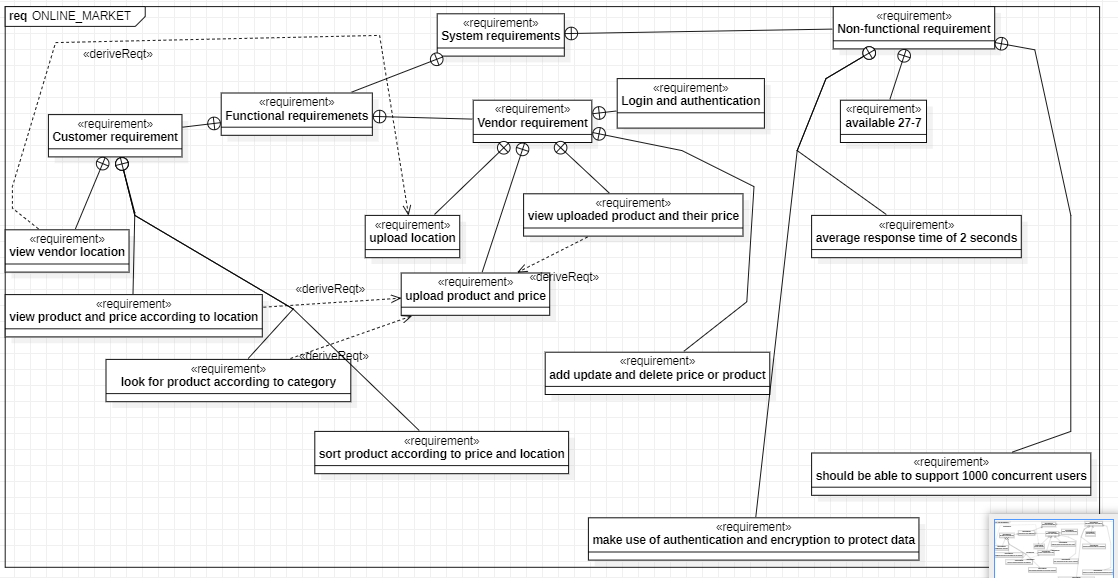 req ONLINE_MARKET
«requirement»
System requirements
«requirement»
Non-functional requirement
«deriveReqt»
«requirement»
Functional requiremenets
«requirement»
Login and authentication
«requirement»
Vendor requirement
«requirement»
available 27-7
«requirement»
Customer requirement
«requirement»
view uploaded product and their price
«requirement»
upload location
«requirement»
average response time of 2 seconds
«requirement»
view vendor location
«deriveReqt»
«requirement»
upload product and price
«deriveReqt»
«requirement»
view product and price according to location
«deriveReqt»
«requirement»
look for product according to category
«requirement»
add update and delete price or product
«requirement»
sort product according to price and location
«requirement»
should be able to support 1000 concurrent users
«requirement»
make use of authentication and encryption to protect data